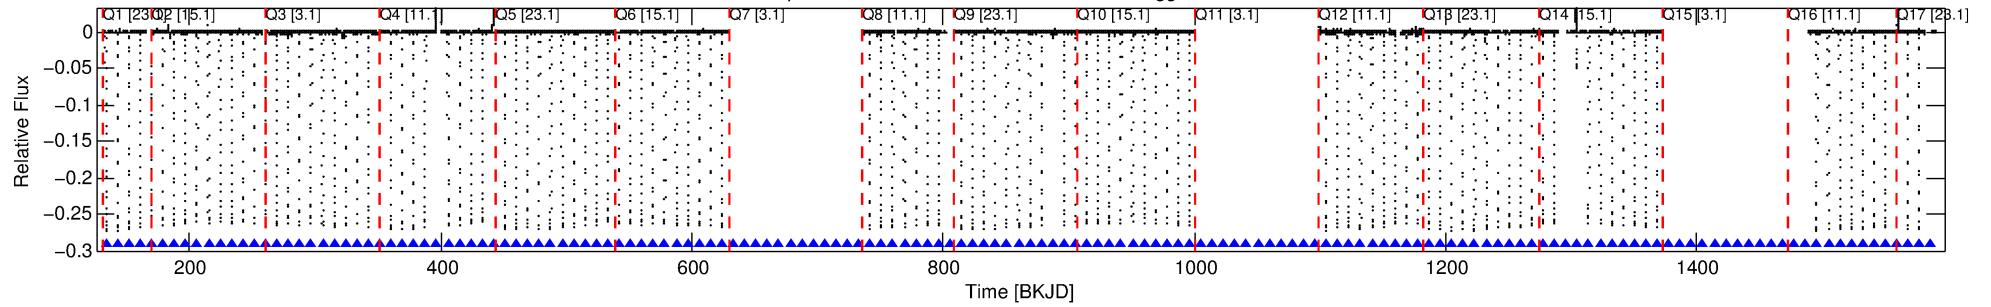 Q1 [23.1] Q2 [15.1] Q3 [3.1] Q4 [11.1] Q5 [23.1] Q6 [15.1] Q7 [3.1] Q8 [11.1] Q9 [23.1] Q10 [15.1] Q11 [3.1] Q12 [11.1] Q13 [23.1] Q14 [15.1] Q15 [3.1] Q16 [11.1] Q17 [23.1]
0
−0.05
−0.1
−0.15
−0.2
−0.25
−0.3
Relative Flux
200 400 600 800 1000 1200 1400
Time [BKJD]